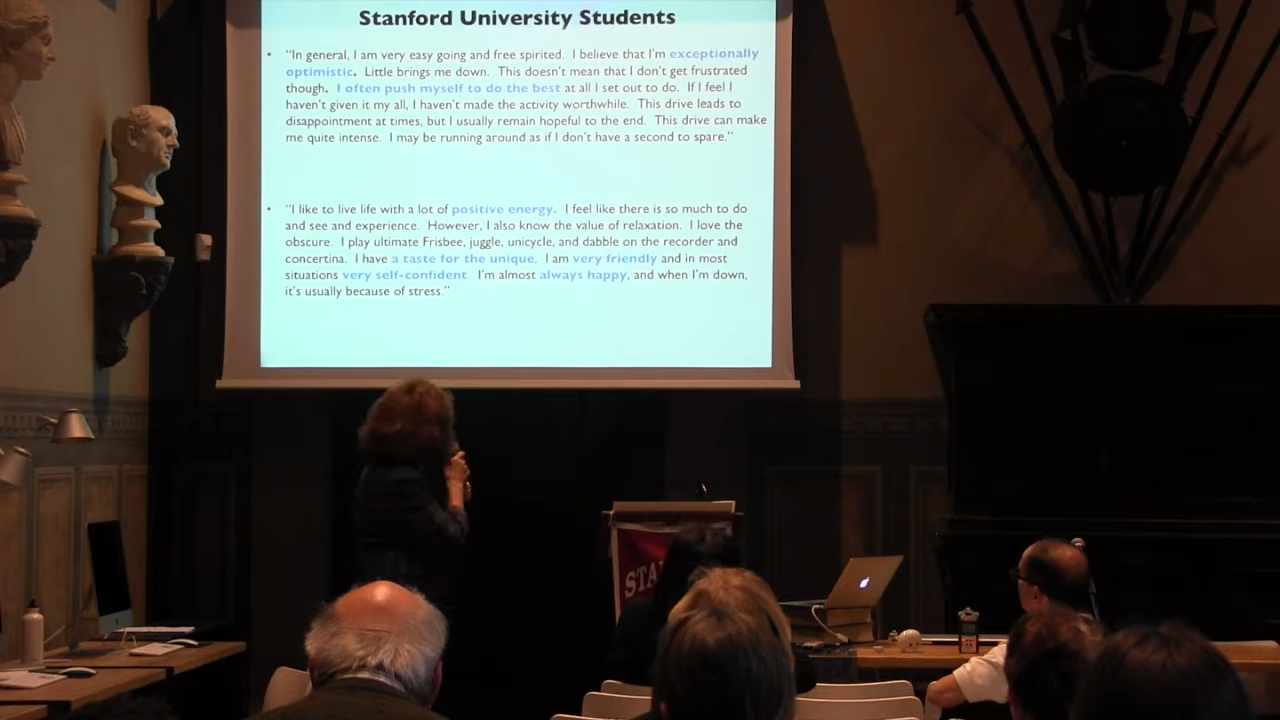 Stanford University Students
• "In general, I am very easy going and free spirited. I believe that I'm exceptionally
optimistic. Little brings me down. This doesn't mean that I don't get frustrated
though. I often push myself to do the best at all I set out to do. If I feel I
haven't given it my all, I haven't made the activity worthwhile. This drive leads to
disappointment at times, but I usually remain hopeful to the end. This drive can make
me quite intense. I may be running around as if I don't have a second to spare."
• "I like to live life with a lot of positive energy. I feel like there is so much to do
and see and experience. However, I also know the value of relaxation. I love the
obscure. I play ultimate Frisbee, juggle, unicycle, and dabble on the recorder and
concertina. I have a taste for the unique. I am very friendly and in most
situations very self-confident. I'm almost always happy, and when I'm down,
it's usually because of stress."
STA